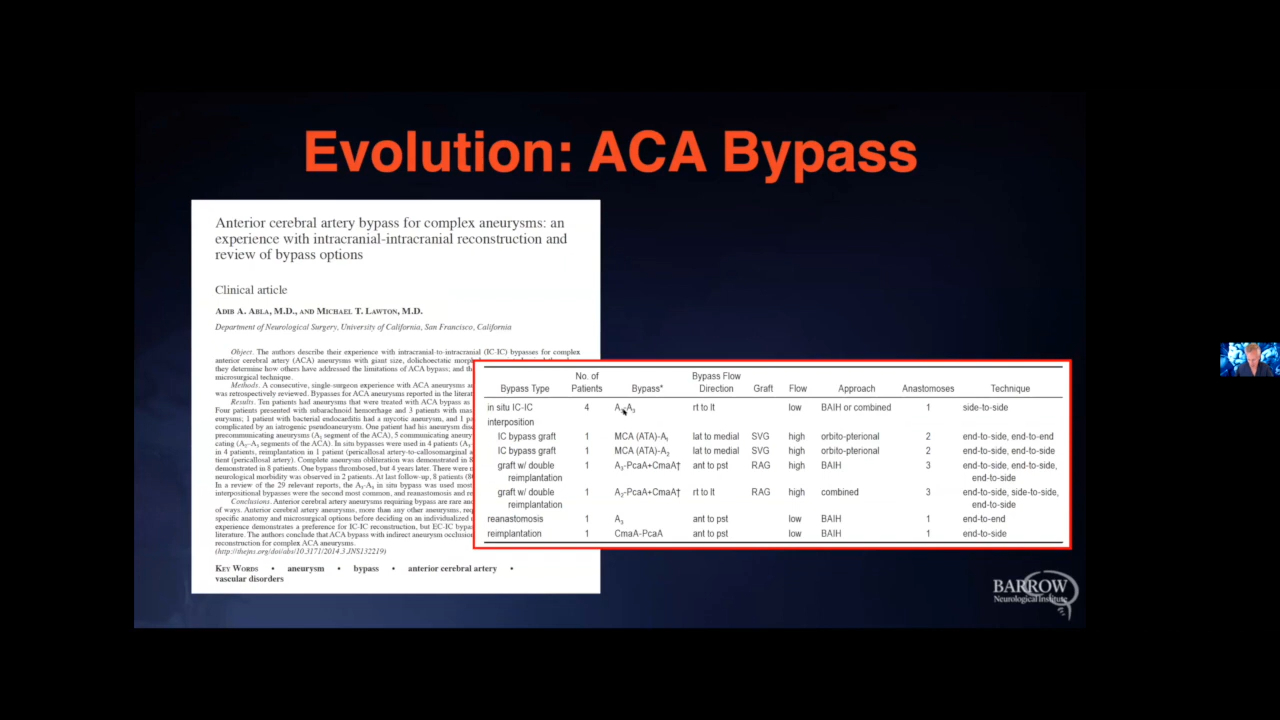 Evolution: ACA Bypass
Anterior cerebral artery bypass for complex aneurysms: an
experience with intracranial-intracranial reconstruction and
review of bypass options
Clinical article
ADIB A. ABLA, M.D., AND MICHAEL T. LAWTON, M.D.
Department of Neurological Surgery, University of California, San Francisco, California
Object. The authors describe their experience with intracranial-to-intracranial (IC-IC) bypasses for complex
anterior cerebral artery (ACA) aneurysms with giant size, dolichoectatic
they determine how others have addressed the limitations of ACA bypass; and
microsurgical technique.
Methods. A consecutive, single-surgeon experience with ACA aneurysms
was retrospectively reviewed. Bypasses for ACA aneurysms reported in the
Results. Ten patients had aneurysms that were treated with ACA bypass as
Four patients presented with subarachnoid hemorrhage and 3 patients with
eurysms; 1 patient with bacterial endocarditis had a mycotic aneurysm, and 1
complicated by an iatrogenic pseudoaneurysm. One patient had his aneurysm
precommunicating aneurysms (A1 segment of the ACA), 5 communicating
cating (A2–A3 segments of the ACA). In situ bypasses were used in 4 patients
in 4 patients, reimplantation in 1 patient (pericallosal artery-to-callosomarginal
tient (pericallosal artery). Complete aneurysm obliteration was demonstrated in
demonstrated in 8 patients. One bypass thrombosed, but 4 years later. There were
neurological morbidity was observed in 2 patients. At last follow-up, 8 patients
In a review of the 29 relevant reports, the A3-A3 in situ bypass was used
interpositional bypasses were the second most common, and reanastomosis and
Conclusions. Anterior cerebral artery aneurysms requiring bypass are rare and
of ways. Anterior cerebral artery aneurysms, more than any other aneurysms,
specific anatomy and microsurgical options before deciding on an individualized
experience demonstrates a preference for IC-IC reconstruction, but EC-IC
literature. The authors conclude that ACA bypass with indirect aneurysm
reconstruction for complex ACA aneurysms.
(http://thejns.org/doi/abs/10.3171/2014.3.JNS132219)
KEY WORDS • aneurysm • bypass • anterior cerebral artery •
vascular disorders
Bypass Type No. of Patients Bypass* Bypass Flow Direction Graft Flow Approach Anastomoses Technique
in situ IC-IC 4 A3-A3 rt to lt low BAIH or combined 1 side-to-side
interposition
IC bypass graft 1 MCA (ATA)-A1 lat to medial SVG high orbito-pterional 2 end-to-side, end-to-end
IC bypass graft 1 MCA (ATA)-A2 lat to medial SVG high orbito-pterional 2 end-to-side, end-to-side
graft w/ double reimplantation 1 A3-PcaA+CmaA† ant to pst RAG high BAIH 3 end-to-side, end-to-side, end-to-side
graft w/ double reimplantation 1 A2-PcaA+CmaA† rt to lt RAG high combined 3 end-to-side, side-to-side, end-to-side
reanastomosis 1 A3 ant to pst low BAIH 1 end-to-end
reimplantation 1 CmaA-PcaA ant to pst low BAIH 1 end-to-side
BARROW
Neurological Institute